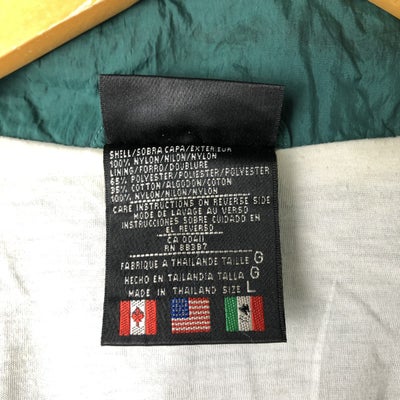 SHELL/SOBRA CAPA/EXTERIEUR
100% NYLON/NILON/NYLON
LINING/FORRO/DOUBLURE
65% POLYESTER/POLIESTER/POLYESTER
95% COTTON/ALGODON/COTON
100% NYLON/NILON/NYLON
CARE INSTRUCTIONS ON REVERSE SIDE
MODE DE LAVAGE AU VERSO
INSTRUCCIONES SOBRE CUIDADO EN
EL REVERSO
CA 00411
RN 88387
FABRIQUE A THAILANDE TAILLE G
HECHO EN TAILANDIA TALLA G
MADE IN THAILAND SIZE L